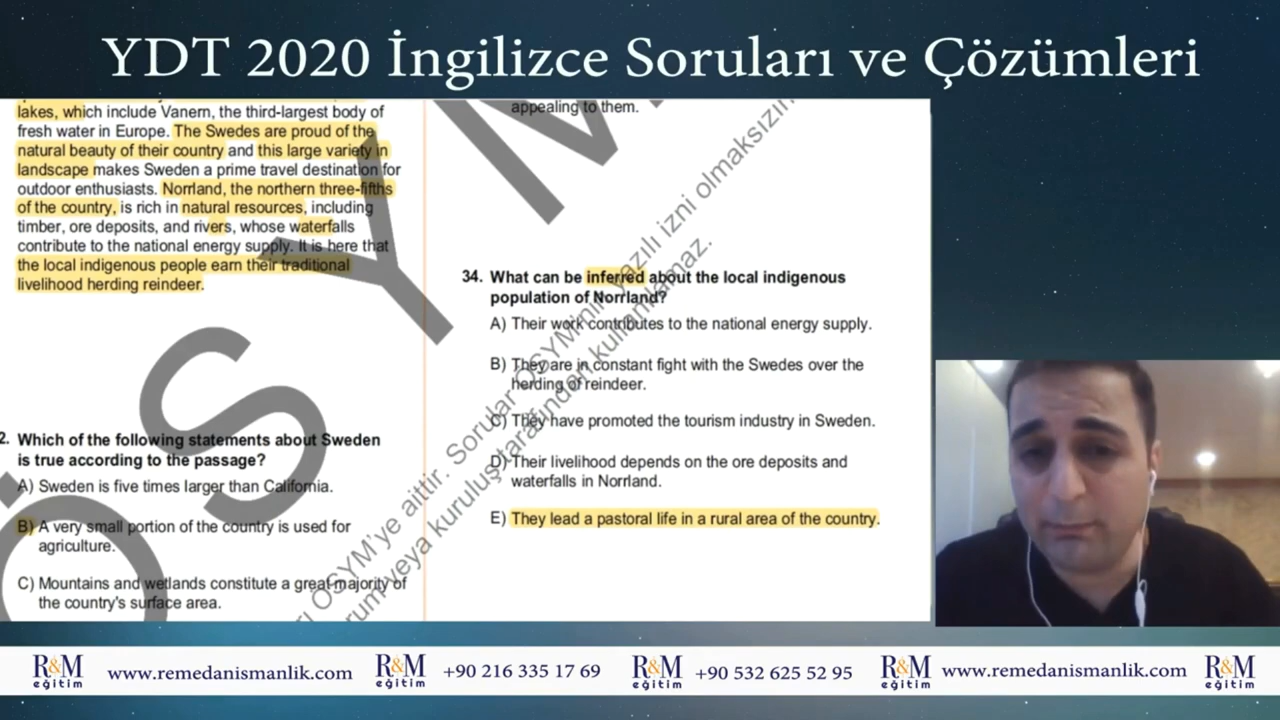 YDT 2020 İngilizce Soruları ve Çözümleri
lakes, which include Vanern, the third-largest body of
fresh water in Europe. The Swedes are proud of the
natural beauty of their country and this large variety in
landscape makes Sweden a prime travel destination for
outdoor enthusiasts. Norrland, the northern three-fifths
of the country, is rich in natural resources, including
timber, ore deposits, and rivers, whose waterfalls
contribute to the national energy supply. It is here that
the local indigenous people earn their traditional
livelihood herding reindeer.
2. Which of the following statements about Sweden
is true according to the passage?
A) Sweden is five times larger than California.
B) A very small portion of the country is used for
agriculture.
C) Mountains and wetlands constitute a great majority of
the country's surface area.
appealing to them.
34. What can be inferred about the local indigenous
population of Norrland?
A) Their work contributes to the national energy supply.
B) They are in constant fight with the Swedes over the
herding of reindeer.
C) They have promoted the tourism industry in Sweden.
D) Their livelihood depends on the ore deposits and
waterfalls in Norrland.
E) They lead a pastoral life in a rural area of the country.
ÖSYM
ÖSYM'ye aittir. Sorular ÖSYM'nin yazılı izni olmaksızın
kurum veya kuruluş tarafından kullanılamaz.
R&M eğitim www.remedanismanlik.com R&M eğitim +90 216 335 17 69 R&M eğitim +90 532 625 52 95 R&M eğitim www.remedanismanlik.com R&M eğitim